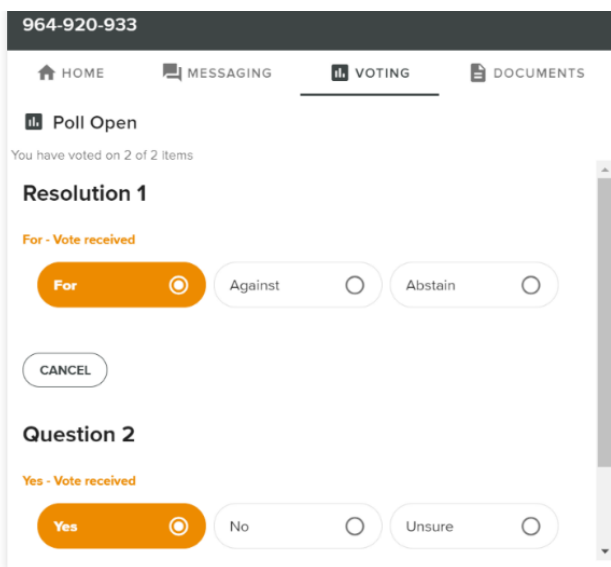 964-920-933
HOME MESSAGING VOTING DOCUMENTS
Poll Open
You have voted on 2 of 2 items
Resolution 1
For - Vote received
For Against Abstain
CANCEL
Question 2
Yes - Vote received
Yes No Unsure